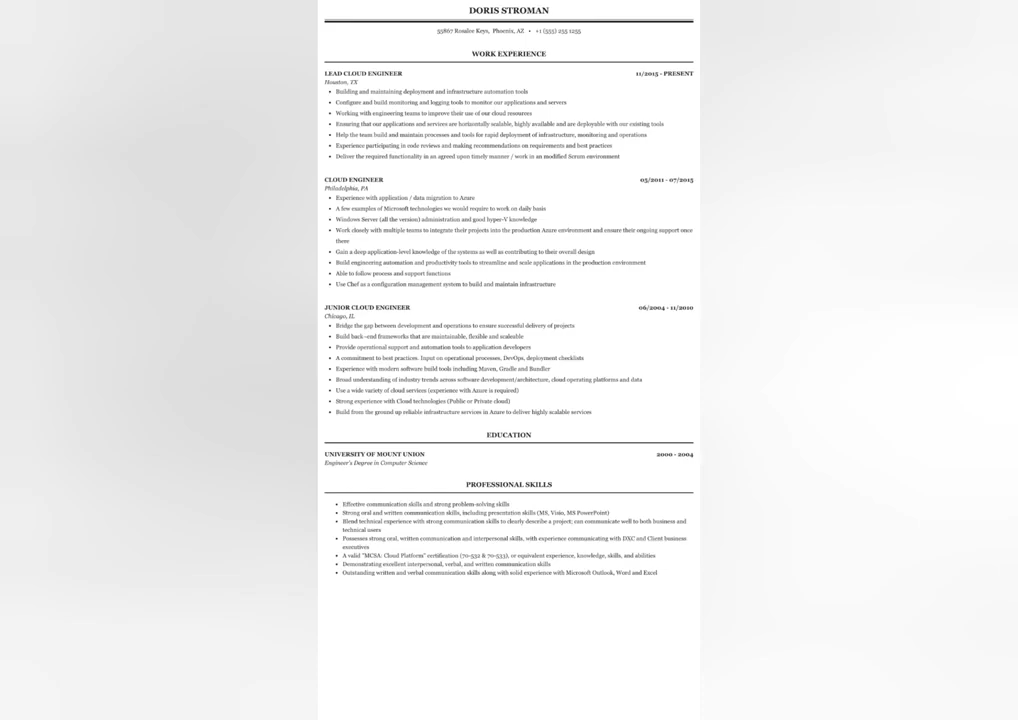 DORIS STROMAN
55867 Rosalee Keys, Phoenix, AZ • +1 (555) 255 1255
WORK EXPERIENCE
LEAD CLOUD ENGINEER 11/2015 - PRESENT
Houston, TX
• Building and maintaining deployment and infrastructure automation tools
• Configure and build monitoring and logging tools to monitor our applications and servers
• Working with engineering teams to improve their use of our cloud resources
• Ensuring that our applications and services are horizontally scalable, highly available and are deployable with our existing tools
• Help the team build and maintain processes and tools for rapid deployment of infrastructure, monitoring and operations
• Experience participating in code reviews and making recommendations on requirements and best practices
• Deliver the required functionality in an agreed upon timely manner / work in an modified Scrum environment
CLOUD ENGINEER 05/2011 - 07/2015
Philadelphia, PA
• Experience with application / data migration to Azure
• A few examples of Microsoft technologies we would require to work on daily basis
• Windows Server (all the version) administration and good hyper-V knowledge
• Work closely with multiple teams to integrate their projects into the production Azure environment and ensure their ongoing support once
there
• Gain a deep application-level knowledge of the systems as well as contributing to their overall design
• Build engineering automation and productivity tools to streamline and scale applications in the production environment
• Able to follow process and support functions
• Use Chef as a configuration management system to build and maintain infrastructure
JUNIOR CLOUD ENGINEER 06/2004 - 11/2010
Chicago, IL
• Bridge the gap between development and operations to ensure successful delivery of projects
• Build back-end frameworks that are maintainable, flexible and scaleable
• Provide operational support and automation tools to application developers
• A commitment to best practices. Input on operational processes, DevOps, deployment checklists
• Experience with modern software build tools including Maven, Gradle and Bundler
• Broad understanding of industry trends across software development/architecture, cloud operating platforms and data
• Use a wide variety of cloud services (experience with Azure is required)
• Strong experience with Cloud technologies (Public or Private cloud)
• Build from the ground up reliable infrastructure services in Azure to deliver highly scalable services
EDUCATION
UNIVERSITY OF MOUNT UNION 2000 - 2004
Engineer's Degree in Computer Science
PROFESSIONAL SKILLS
• Effective communication skills and strong problem-solving skills
• Strong oral and written communication skills, including presentation skills (MS, Visio, MS PowerPoint)
• Blend technical experience with strong communication skills to clearly describe a project; can communicate well to both business and
technical users
• Possesses strong oral, written communication and interpersonal skills, with experience communicating with DXC and Client business
executives
• A valid "MCSA: Cloud Platform" certification (70-532 & 70-533), or equivalent experience, knowledge, skills, and abilities
• Demonstrating excellent interpersonal, verbal, and written communication skills
• Outstanding written and verbal communication skills along with solid experience with Microsoft Outlook, Word and Excel